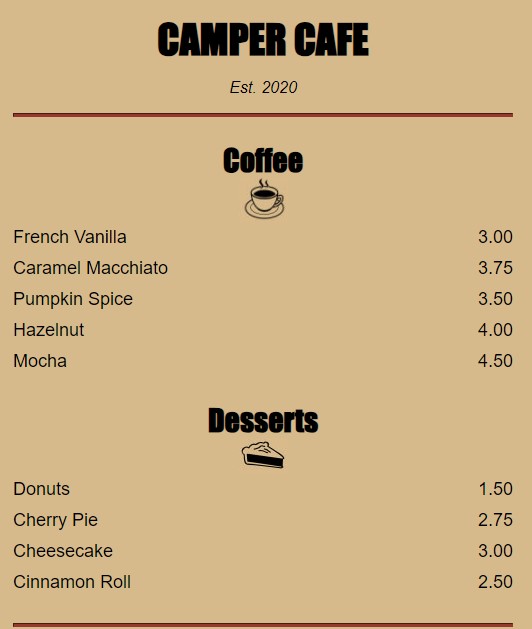 CAMPER CAFE
Est. 2020
Coffee
French Vanilla 3.00
Caramel Macchiato 3.75
Pumpkin Spice 3.50
Hazelnut 4.00
Mocha 4.50
Desserts
Donuts 1.50
Cherry Pie 2.75
Cheesecake 3.00
Cinnamon Roll 2.50